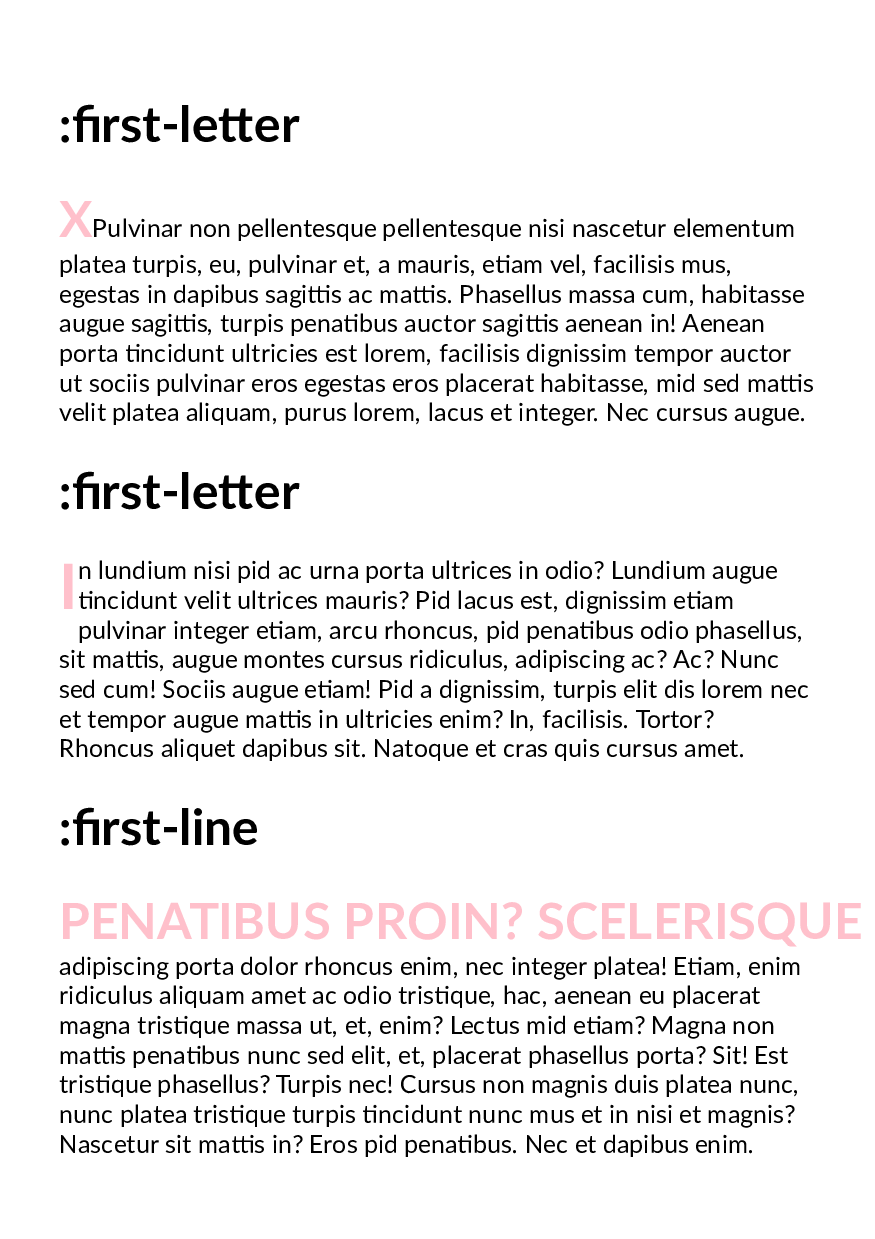 :first-letter
XPulvinar non pellentesque pellentesque nisi nascetur elementum
platea turpis, eu, pulvinar et, a mauris, etiam vel, facilisis mus,
egestas in dapibus sagittis ac mattis. Phasellus massa cum, habitasse
augue sagittis, turpis penatibus auctor sagittis aenean in! Aenean
porta tincidunt ultricies est lorem, facilisis dignissim tempor auctor
ut sociis pulvinar eros egestas eros placerat habitasse, mid sed mattis
velit platea aliquam, purus lorem, lacus et integer. Nec cursus augue.
:first-letter
In lundium nisi pid ac urna porta ultrices in odio? Lundium augue
tincidunt velit ultrices mauris? Pid lacus est, dignissim etiam
pulvinar integer etiam, arcu rhoncus, pid penatibus odio phasellus,
sit mattis, augue montes cursus ridiculus, adipiscing ac? Ac? Nunc
sed cum! Sociis augue etiam! Pid a dignissim, turpis elit dis lorem nec
et tempor augue mattis in ultricies enim? In, facilisis. Tortor?
Rhoncus aliquet dapibus sit. Natoque et cras quis cursus amet.
:first-line
PENATIBUS PROIN? SCELERISQUE
adipiscing porta dolor rhoncus enim, nec integer platea! Etiam, enim
ridiculus aliquam amet ac odio tristique, hac, aenean eu placerat
magna tristique massa ut, et, enim? Lectus mid etiam? Magna non
mattis penatibus nunc sed elit, et, placerat phasellus porta? Sit! Est
tristique phasellus? Turpis nec! Cursus non magnis duis platea nunc,
nunc platea tristique turpis tincidunt nunc mus et in nisi et magnis?
Nascetur sit mattis in? Eros pid penatibus. Nec et dapibus enim.